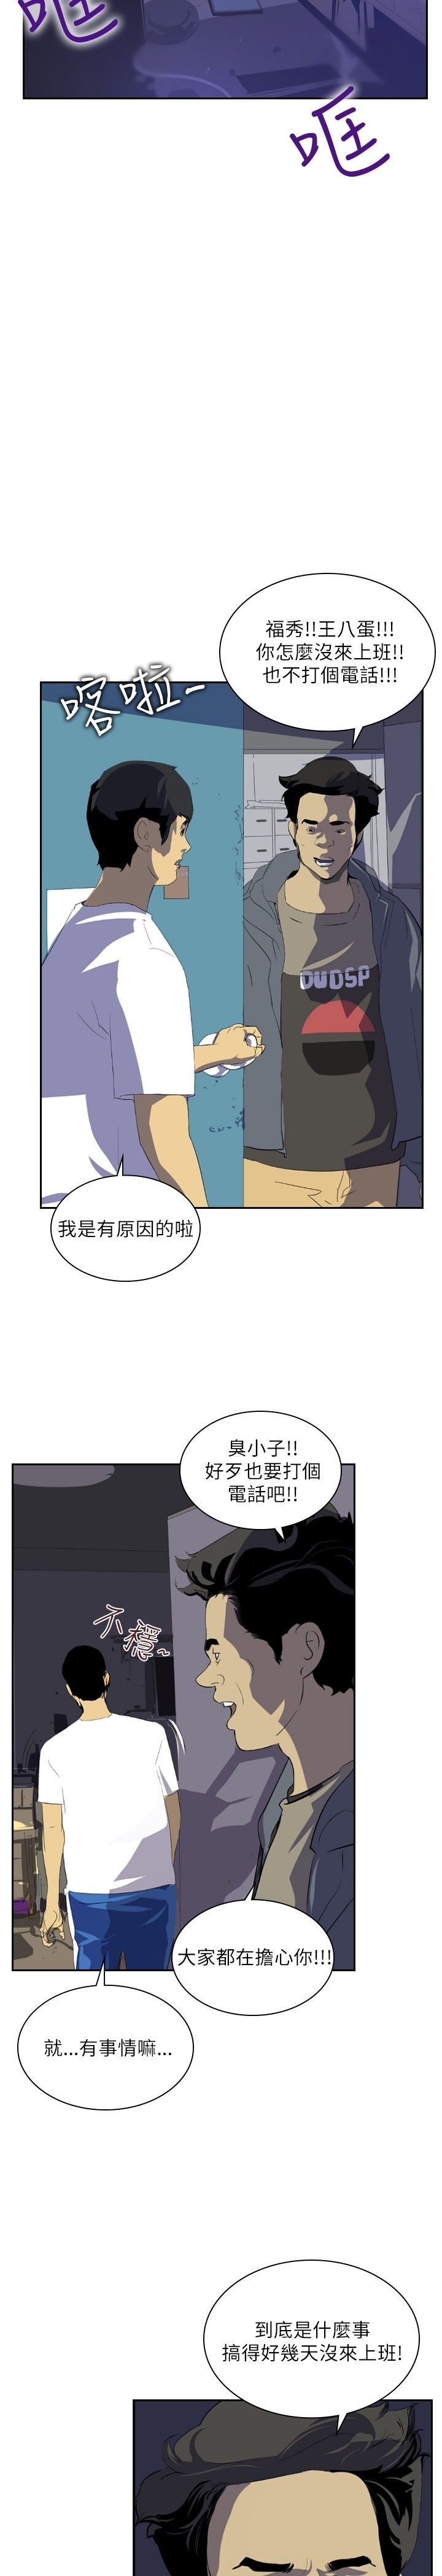 哐
哐
福秀!!王八蛋!!!
你怎麼沒來上班!!
也不打個電話!!!
喀啦~
DUDSP
我是有原因的啦
臭小子!!
好歹也要打個
電話吧!!
不穩~
大家都在擔心你!!!
就...有事情嘛...
到底是什麼事
搞得好幾天沒來上班!